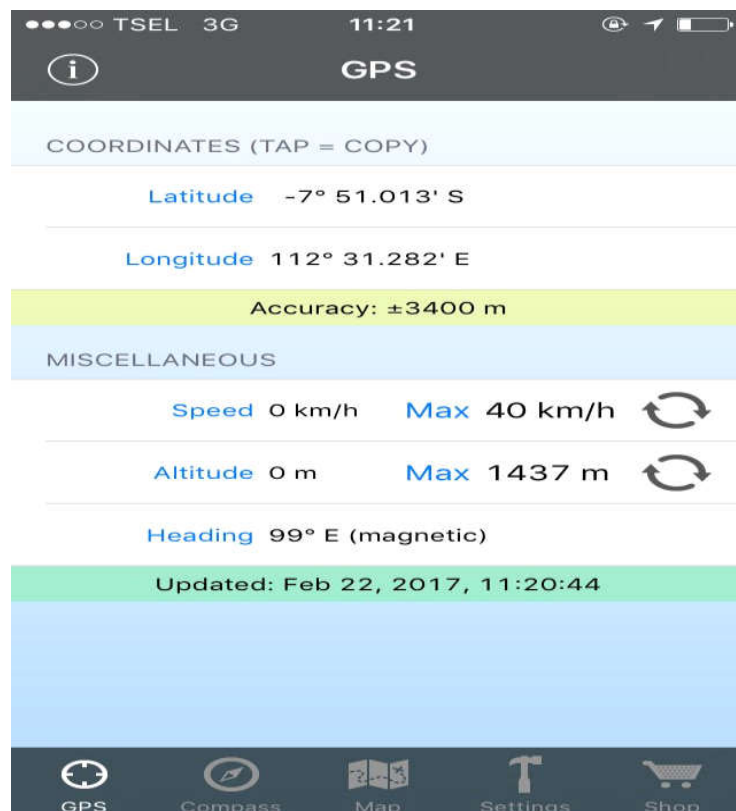 TSEL 3G 11:21
i GPS
COORDINATES (TAP = COPY)
Latitude -7° 51.013' S
Longitude 112° 31.282' E
Accuracy: ±3400 m
MISCELLANEOUS
Speed 0 km/h Max 40 km/h
Altitude 0 m Max 1437 m
Heading 99° E (magnetic)
Updated: Feb 22, 2017, 11:20:44
GPS Compass Map Settings Shop